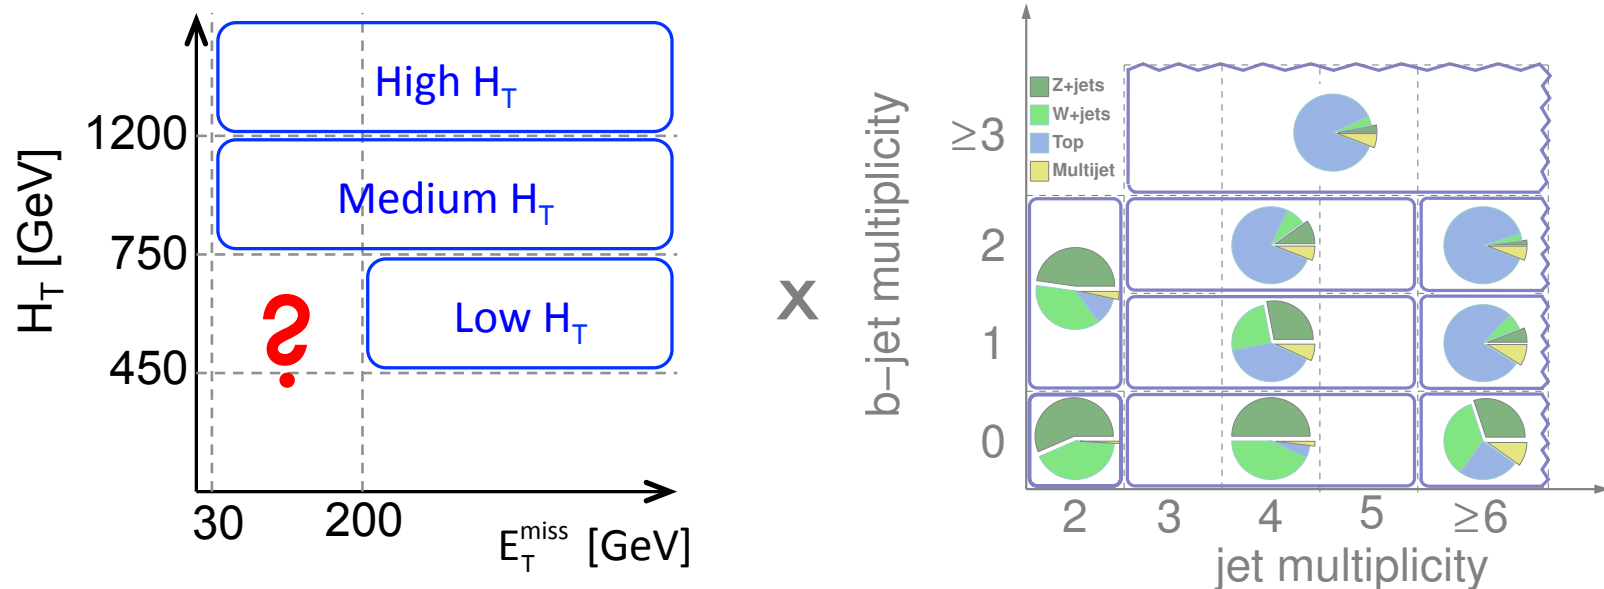 High H_T
1200
Medium H_T
750
?
Low H_T
450
H_T [GeV]
30
200
E_T^miss [GeV]
x
b–jet multiplicity
Z+jets
W+jets
Top
Multijet
≥3
2
1
0
2
3
4
5
≥6
jet multiplicity